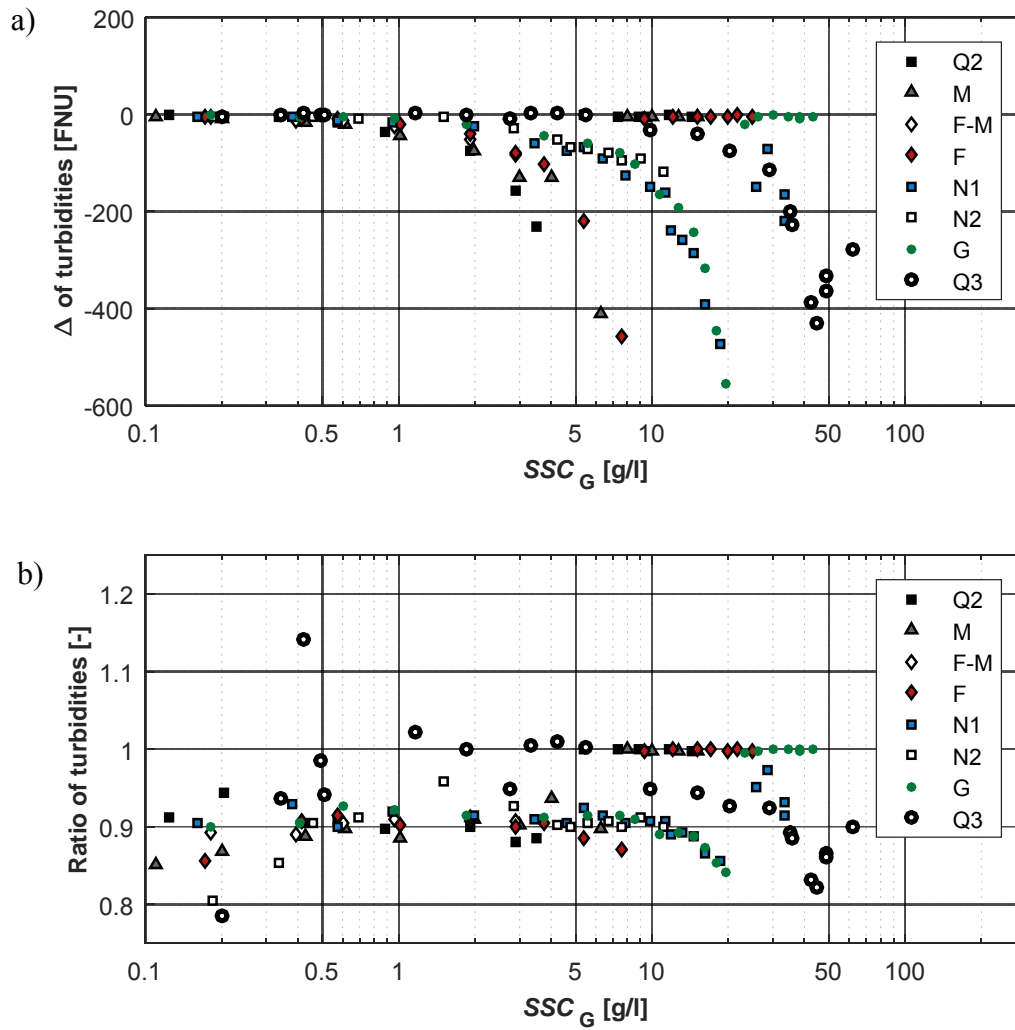 a)
200
0
-200
-400
-600
Δ of turbidities [FNU]
0.1
0.5
1
5
10
50
100
SSC G [g/l]
Q2
M
F-M
F
N1
N2
G
Q3
b)
1.2
1.1
1
0.9
0.8
Ratio of turbidities [-]
0.1
0.5
1
5
10
50
100
SSC G [g/l]
Q2
M
F-M
F
N1
N2
G
Q3